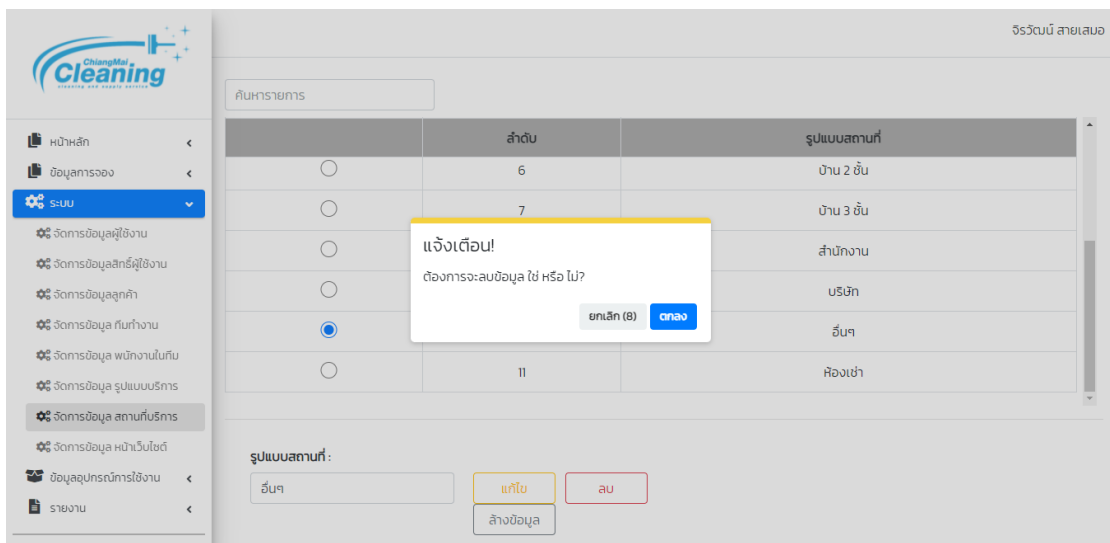 จิรวัฒน์ สายเสมอ
ChiangMai
Cleaning
cleaning and supply service
หน้าหลัก
ข้อมูลการจอง
ระบบ
จัดการข้อมูลผู้ใช้งาน
จัดการข้อมูลสิทธิ์ผู้ใช้งาน
จัดการข้อมูลลูกค้า
จัดการข้อมูล ทีมทำงาน
จัดการข้อมูล พนักงานในทีม
จัดการข้อมูล รูปแบบบริการ
จัดการข้อมูล สถานที่บริการ
จัดการข้อมูล หน้าเว็บไซต์
ข้อมูลอุปกรณ์การใช้งาน
รายงาน
ค้นหารายการ
ลำดับ รูปแบบสถานที่
6 บ้าน 2 ชั้น
7 บ้าน 3 ชั้น
สำนักงาน
บริษัท
อื่นๆ
11 ห้องเช่า
แจ้งเตือน!
ต้องการจะลบข้อมูล ใช่ หรือ ไม่?
ยกเลิก (8) ตกลง
รูปแบบสถานที่ :
อื่นๆ แก้ไข ลบ
ล้างข้อมูล